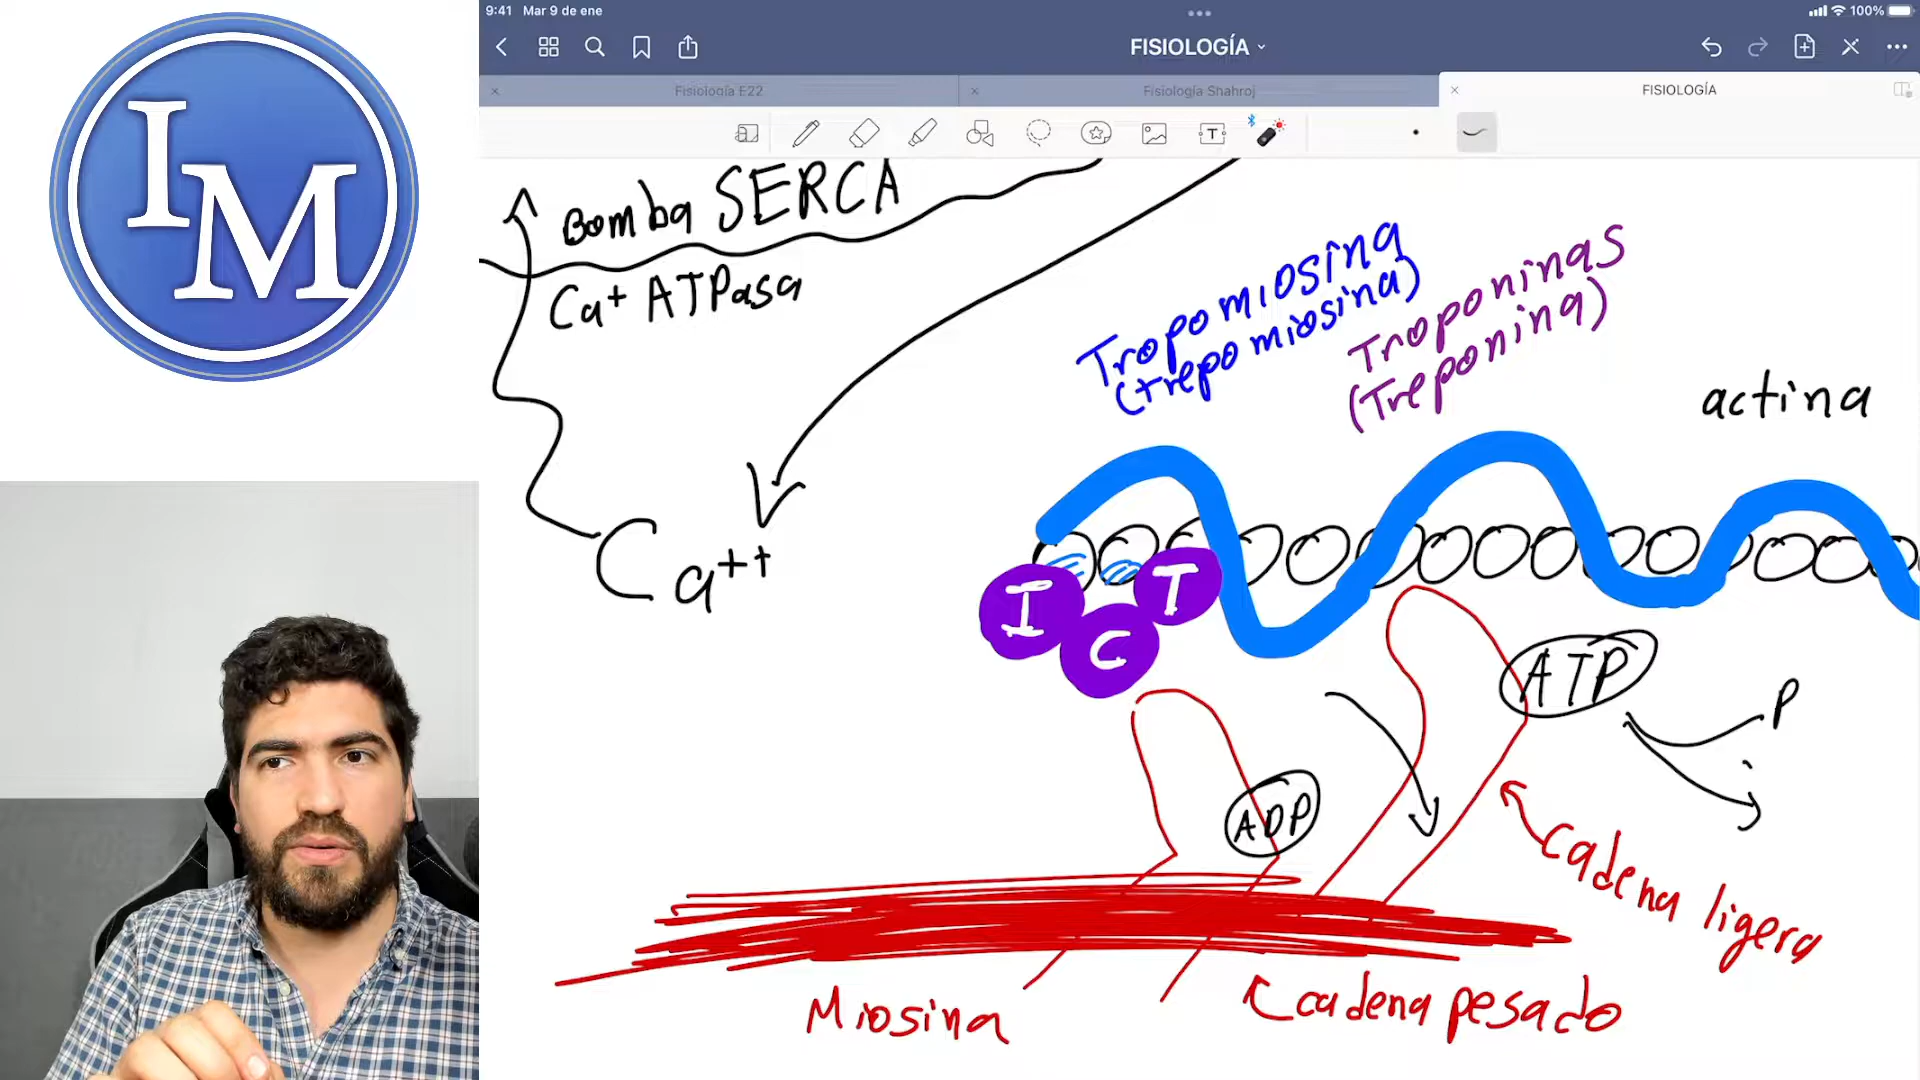 IM
9:41 Mar 9 de ene
100%
FISIOLOGÍA
Fisiología E22
Fisiología Shahroj
FISIOLOGÍA
T
Bomba SERCA
Ca+ ATPasa
Tropomiosina
(trepomiosina)
Troponinas
(Treponina)
actina
Ca++
I
C
T
ATP
P
ADP
Cadena ligera
Miosina
Cadena pesado